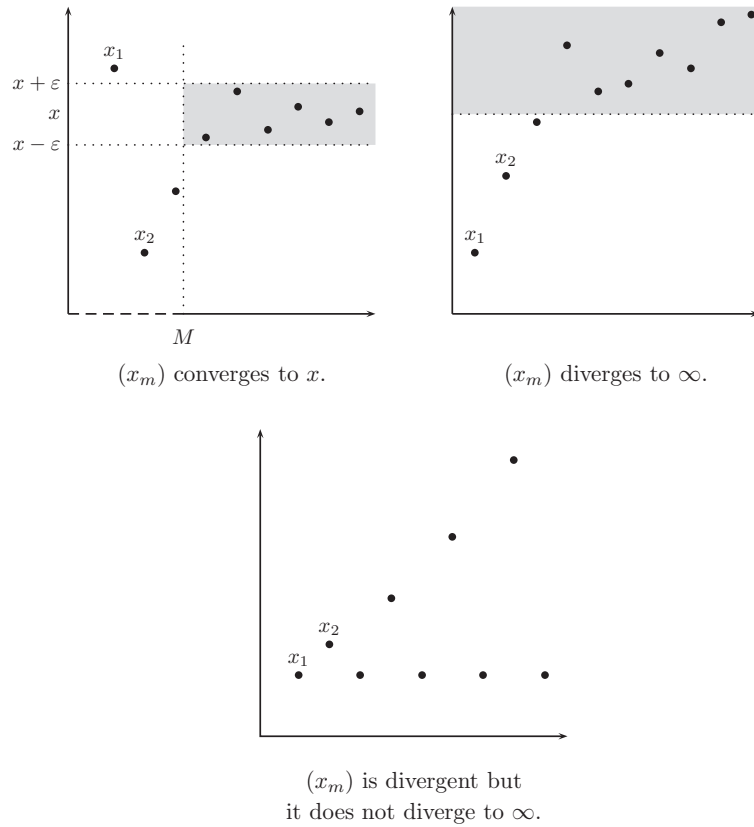 x₁
x + ε
x
x − ε
x₂
M
(xₘ) converges to x.
x₂
x₁
(xₘ) diverges to ∞.
x₂
x₁
(xₘ) is divergent but
it does not diverge to ∞.